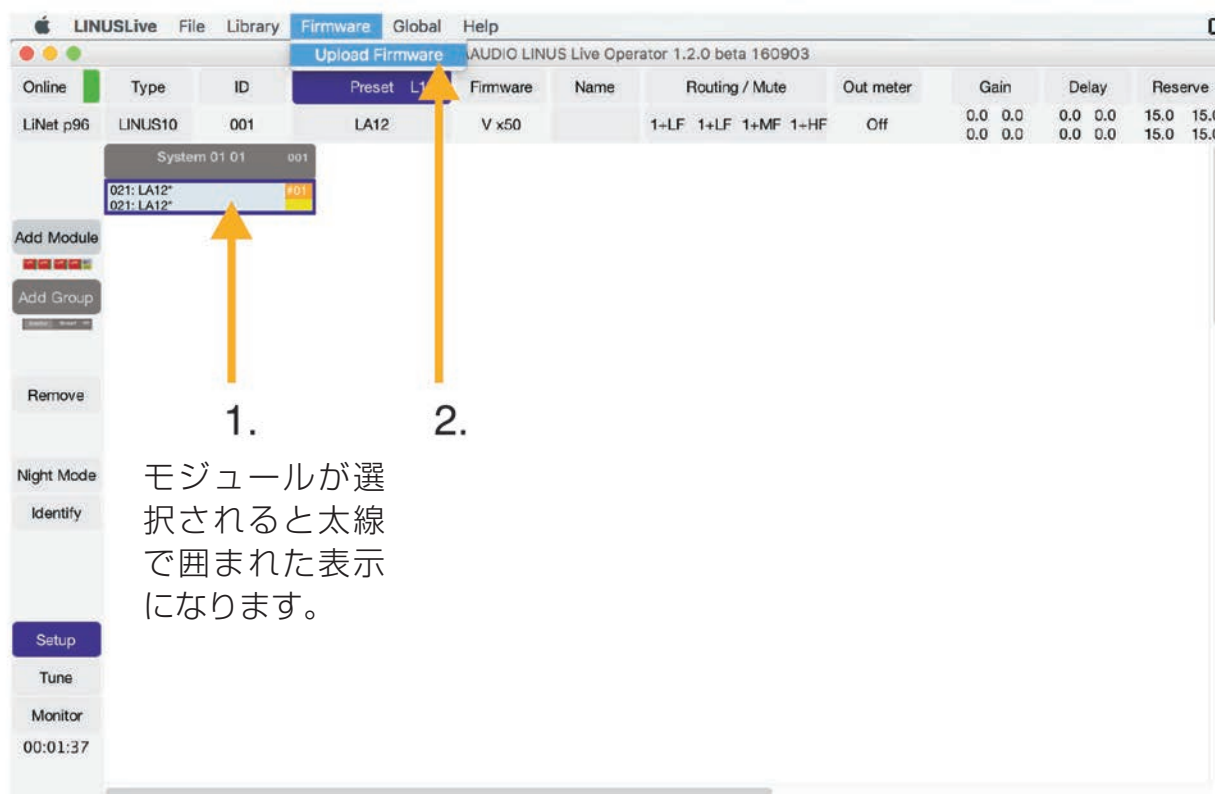 LINUSLive File Library Firmware Global Help
Upload Firmware
AUDIO LINUS Live Operator 1.2.0 beta 160903
Online Type ID Preset Firmware Name Routing / Mute Out meter Gain Delay Reserve
LiNet p96 LINUS10 001 LA12 V x50 1+LF 1+LF 1+MF 1+HF Off 0.0 0.0 0.0 0.0 15.0 15.0
0.0 0.0 0.0 0.0 15.0 15.0
System 01 01 001
021: LA12" #01
021: LA12"
Add Module
Add Group
Remove
1. 2.
モジュールが選
択されると太線
で囲まれた表示
になります。
Night Mode
Identify
Setup
Tune
Monitor
00:01:37